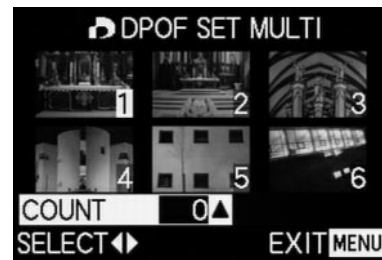 DPOF SET MULTI
1 2 3
4 5 6
COUNT 0▲
SELECT◀▶ EXIT MENU